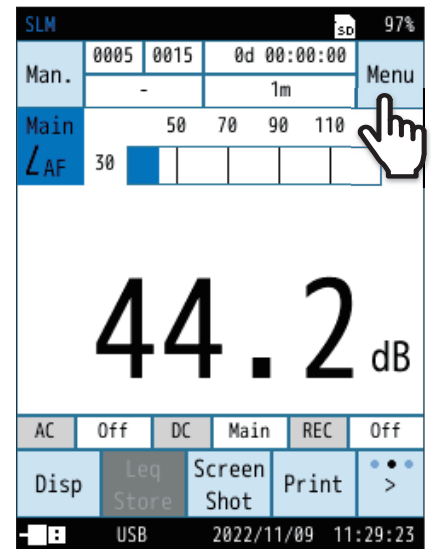 SLM SD 97%
Man. 0005 0015 0d 00:00:00 Menu
- 1m
Main 50 70 90 110
LAF 30
44.2 dB
AC Off DC Main REC Off
Disp Leq Store Screen Shot Print >
USB 2022/11/09 11:29:23